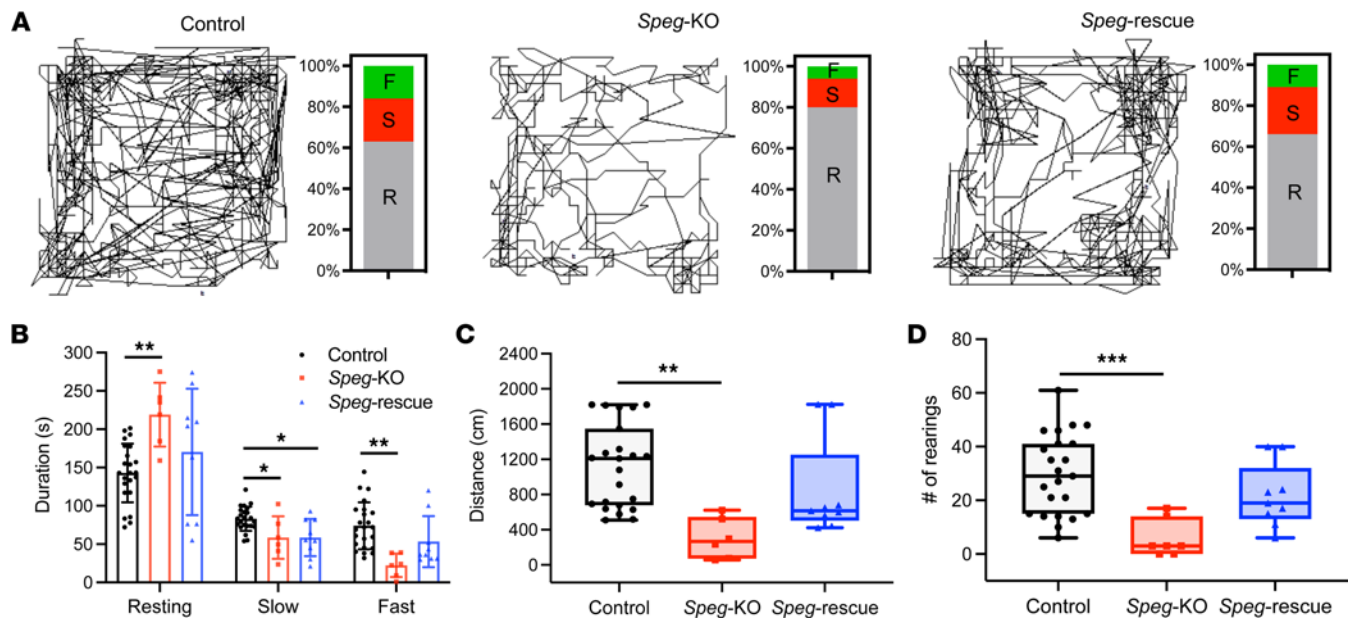 A
Control
Speg-KO
Speg-rescue
100%
80%
60%
40%
20%
0%
F
S
R
100%
80%
60%
40%
20%
0%
F
S
R
100%
80%
60%
40%
20%
0%
F
S
R
B
Duration (s)
300
250
200
150
100
50
0
**
*
*
**
Control
Speg-KO
Speg-rescue
Resting
Slow
Fast
C
Distance (cm)
2400
2000
1600
1200
800
400
0
**
Control
Speg-KO
Speg-rescue
D
# of rearings
80
60
40
20
0
***
Control
Speg-KO
Speg-rescue